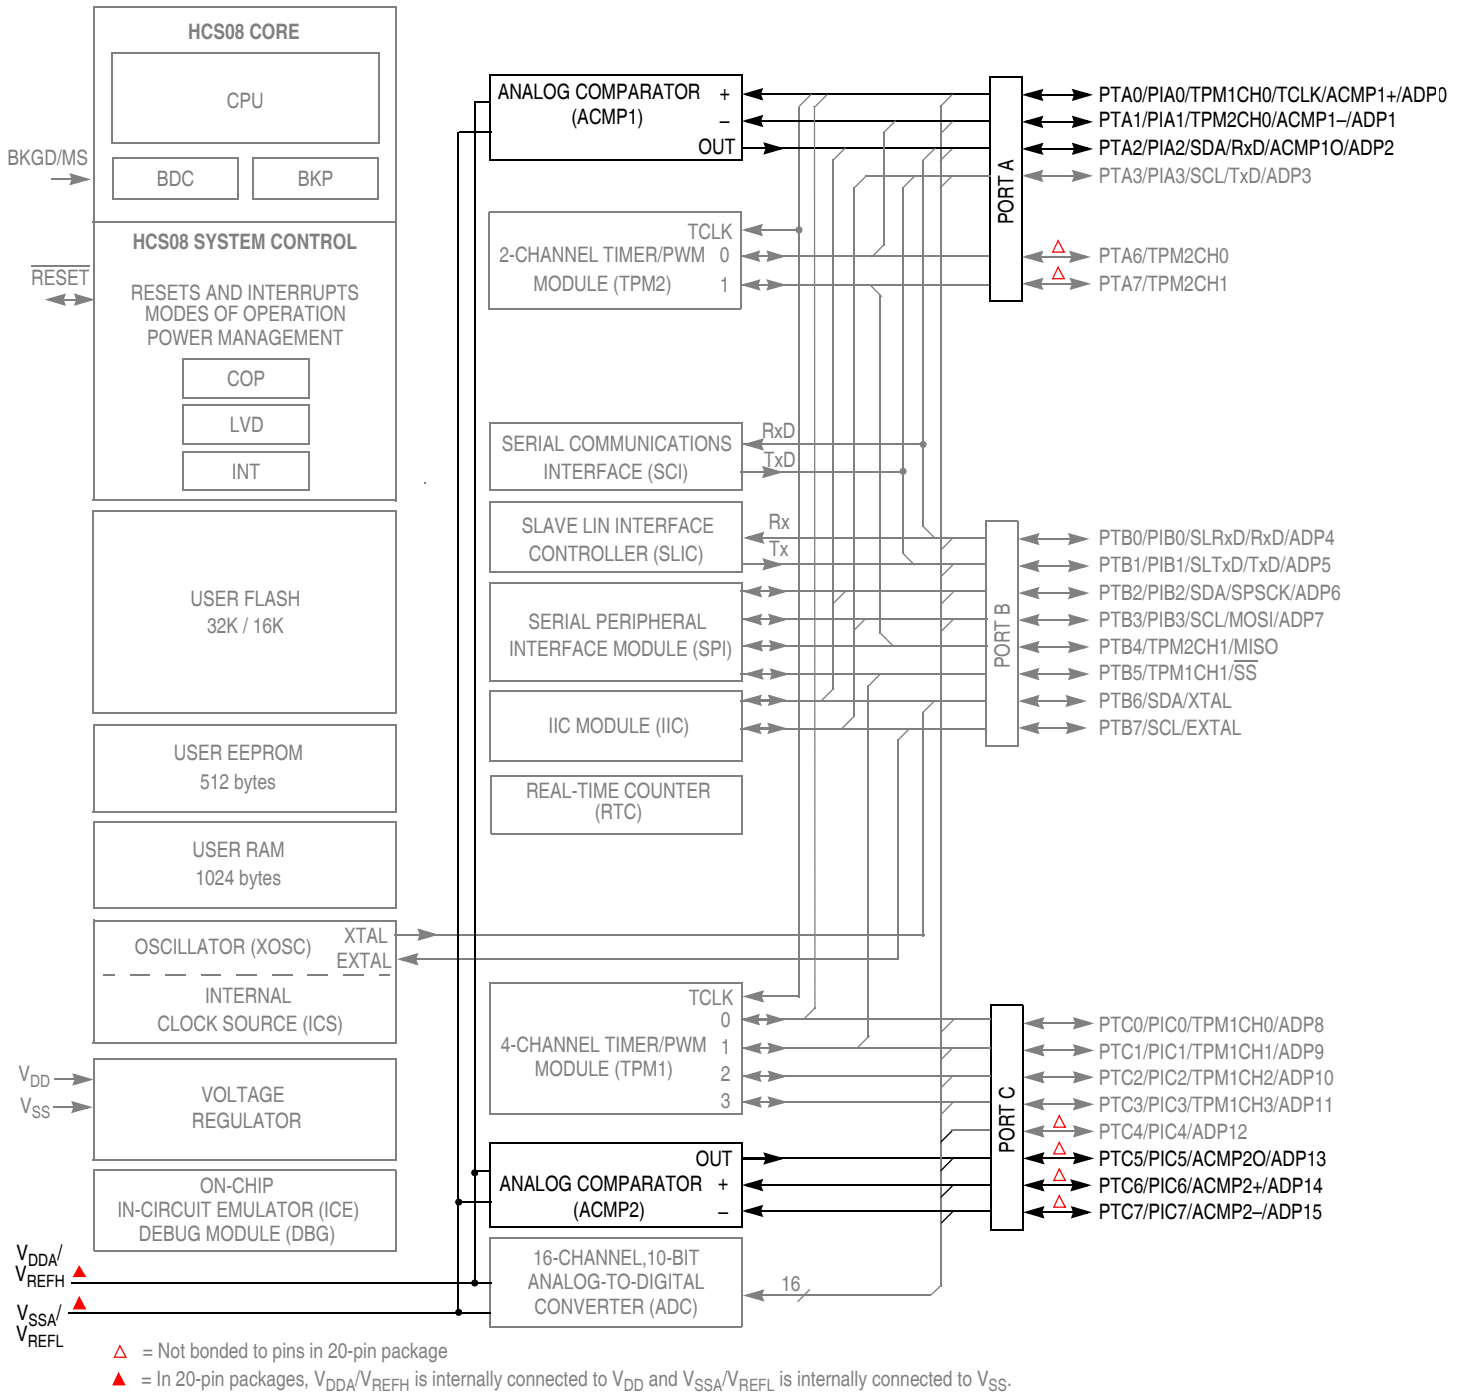 HCS08 CORE
CPU
BDC
BKP
BKGD/MS
HCS08 SYSTEM CONTROL
RESET
RESETS AND INTERRUPTS
MODES OF OPERATION
POWER MANAGEMENT
COP
LVD
INT
USER FLASH
32K / 16K
USER EEPROM
512 bytes
USER RAM
1024 bytes
OSCILLATOR (XOSC)
XTAL
EXTAL
INTERNAL
CLOCK SOURCE (ICS)
VDD
VSS
VOLTAGE
REGULATOR
ON-CHIP
IN-CIRCUIT EMULATOR (ICE)
DEBUG MODULE (DBG)
VDDA/
VREFH
VSSA/
VREFL
ANALOG COMPARATOR
(ACMP1)
+
–
OUT
2-CHANNEL TIMER/PWM
MODULE (TPM2)
TCLK
0
1
SERIAL COMMUNICATIONS
INTERFACE (SCI)
RxD
TxD
SLAVE LIN INTERFACE
CONTROLLER (SLIC)
Rx
Tx
SERIAL PERIPHERAL
INTERFACE MODULE (SPI)
IIC MODULE (IIC)
REAL-TIME COUNTER
(RTC)
TCLK
0
4-CHANNEL TIMER/PWM
MODULE (TPM1)
1
2
3
OUT
ANALOG COMPARATOR
(ACMP2)
+
–
16-CHANNEL,10-BIT
ANALOG-TO-DIGITAL
CONVERTER (ADC)
16
PORT A
PTA0/PIA0/TPM1CH0/TCLK/ACMP1+/ADP0
PTA1/PIA1/TPM2CH0/ACMP1–/ADP1
PTA2/PIA2/SDA/RxD/ACMP1O/ADP2
PTA3/PIA3/SCL/TxD/ADP3
PTA6/TPM2CH0
PTA7/TPM2CH1
PORT B
PTB0/PIB0/SLRxD/RxD/ADP4
PTB1/PIB1/SLTxD/TxD/ADP5
PTB2/PIB2/SDA/SPSCK/ADP6
PTB3/PIB3/SCL/MOSI/ADP7
PTB4/TPM2CH1/MISO
PTB5/TPM1CH1/SS
PTB6/SDA/XTAL
PTB7/SCL/EXTAL
PORT C
PTC0/PIC0/TPM1CH0/ADP8
PTC1/PIC1/TPM1CH1/ADP9
PTC2/PIC2/TPM1CH2/ADP10
PTC3/PIC3/TPM1CH3/ADP11
PTC4/PIC4/ADP12
PTC5/PIC5/ACMP2O/ADP13
PTC6/PIC6/ACMP2+/ADP14
PTC7/PIC7/ACMP2–/ADP15
△ = Not bonded to pins in 20-pin package
▲ = In 20-pin packages, VDDA/VREFH is internally connected to VDD and VSSA/VREFL is internally connected to VSS.